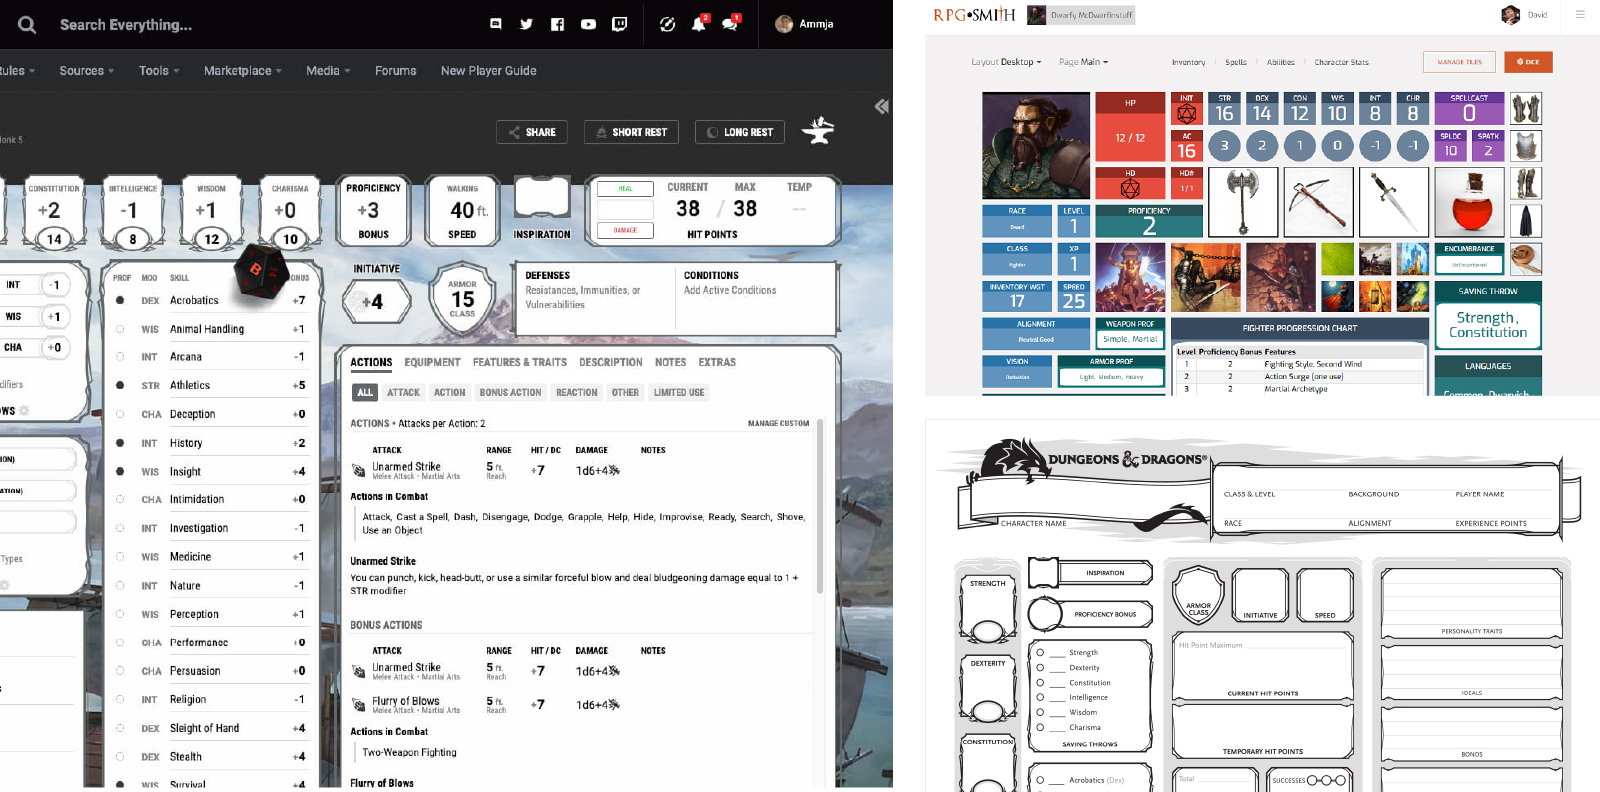 Search Everything...
2
1
Ammja
Rules
Sources
Tools
Marketplace
Media
Forums
New Player Guide
Monk 5
SHARE
SHORT REST
LONG REST
CONSTITUTION
+2
14
INTELLIGENCE
-1
8
WISDOM
+1
12
CHARISMA
+0
10
PROFICIENCY
+3
BONUS
WALKING
40 ft.
SPEED
INSPIRATION
HEAL
DAMAGE
CURRENT
MAX
TEMP
38 / 38
--
HIT POINTS
INT -1
WIS +1
CHA +0
PROF MOD SKILL BONUS
DEX Acrobatics +7
WIS Animal Handling +1
INT Arcana -1
STR Athletics +5
CHA Deception +0
INT History +2
WIS Insight +4
CHA Intimidation +0
INT Investigation -1
WIS Medicine +1
INT Nature -1
WIS Perception +1
CHA Performance +0
CHA Persuasion +0
INT Religion -1
DEX Sleight of Hand +4
DEX Stealth +4
WIS Survival +4
INITIATIVE
+4
ARMOR
15
CLASS
DEFENSES
Resistances, Immunities, or
Vulnerabilities
CONDITIONS
Add Active Conditions
ACTIONS EQUIPMENT FEATURES & TRAITS DESCRIPTION NOTES EXTRAS
ALL ATTACK ACTION BONUS ACTION REACTION OTHER LIMITED USE
ACTIONS • Attacks per Action: 2
MANAGE CUSTOM
ATTACK RANGE HIT / DC DAMAGE NOTES
Unarmed Strike 5 ft. +7 1d6+4
Melee Attack • Martial Arts Reach
Actions in Combat
Attack, Cast a Spell, Dash, Disengage, Dodge, Grapple, Help, Hide, Improvise, Ready, Search, Shove,
Use an Object
Unarmed Strike
You can punch, kick, head-butt, or use a similar forceful blow and deal bludgeoning damage equal to 1 +
STR modifier
BONUS ACTIONS
ATTACK RANGE HIT / DC DAMAGE NOTES
Unarmed Strike 5 ft. +7 1d6+4
Melee Attack • Martial Arts Reach
Flurry of Blows 5 ft. +7 1d6+4
Melee Attack • Martial Arts Reach
Actions in Combat
Two-Weapon Fighting
Flurry of Blows
RPG•SMITH
Dwarfy McDwarfinstuff
David
Layout Desktop
Page Main
Inventory
Spells
Abilities
Character Stats
MANAGE TILES
DICE
HP
12 / 12
INIT
AC
16
HD
HD#
1 / 1
STR DEX CON WIS INT CHR
16 14 12 10 8 8
3 2 1 0 -1 -1
SPELLCAST
0
SPLDC SPATK
10 2
RACE
Dwarf
LEVEL
1
PROFICIENCY
2
CLASS
Fighter
XP
1
INVENTORY WGT
17
SPEED
25
ENCUMBRANCE
Unencumbered
ALIGNMENT
Neutral Good
WEAPON PROF
Simple, Martial
VISION
Darkvision
ARMOR PROF
Light, Medium, Heavy
FIGHTER PROGRESSION CHART
Level Proficiency Bonus Features
1 2 Fighting Style, Second Wind
2 2 Action Surge (one use)
3 2 Martial Archetype
SAVING THROW
Strength,
Constitution
LANGUAGES
Common, Dwarvish
DUNGEONS & DRAGONS®
CHARACTER NAME
CLASS & LEVEL BACKGROUND PLAYER NAME
RACE ALIGNMENT EXPERIENCE POINTS
STRENGTH
DEXTERITY
CONSTITUTION
INSPIRATION
PROFICIENCY BONUS
Strength
Dexterity
Constitution
Intelligence
Wisdom
Charisma
SAVING THROWS
Acrobatics (Dex)
ARMOR
CLASS
INITIATIVE
SPEED
Hit Point Maximum
CURRENT HIT POINTS
TEMPORARY HIT POINTS
Total
SUCCESSES
PERSONALITY TRAITS
IDEALS
BONDS